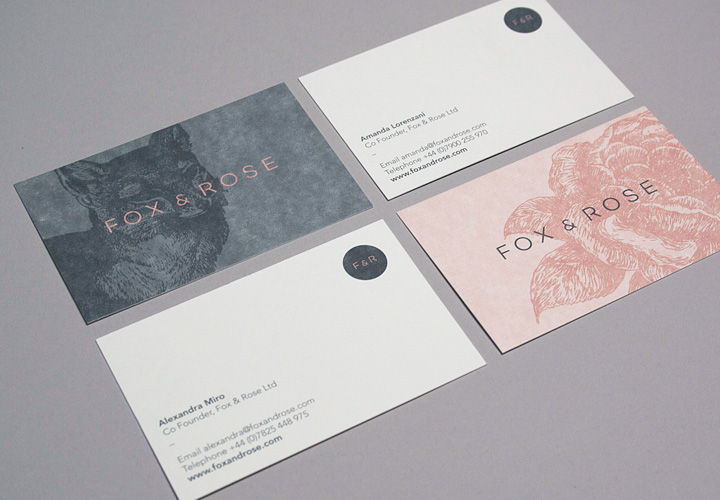 F&R
Amanda Lorenzani
Co Founder, Fox & Rose Ltd
–
Email amanda@foxandrose.com
Telephone +44 (0)7900 255 970
www.foxandrose.com
FOX & ROSE
FOX & ROSE
F&R
Alexandra Miro
Co Founder, Fox & Rose Ltd
–
Email alexandra@foxandrose.com
Telephone +44 (0)7825 448 975
www.foxandrose.com